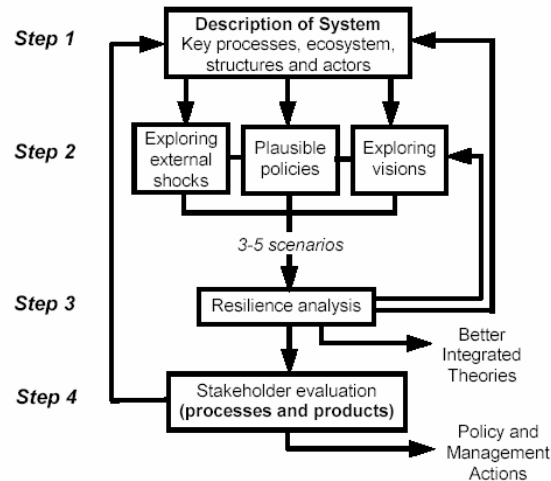 Step 1
Description of System
Key processes, ecosystem,
structures and actors
Step 2
Exploring
external
shocks
Plausible
policies
Exploring
visions
3-5 scenarios
Step 3
Resilience analysis
Better
Integrated
Theories
Step 4
Stakeholder evaluation
(processes and products)
Policy and
Management
Actions